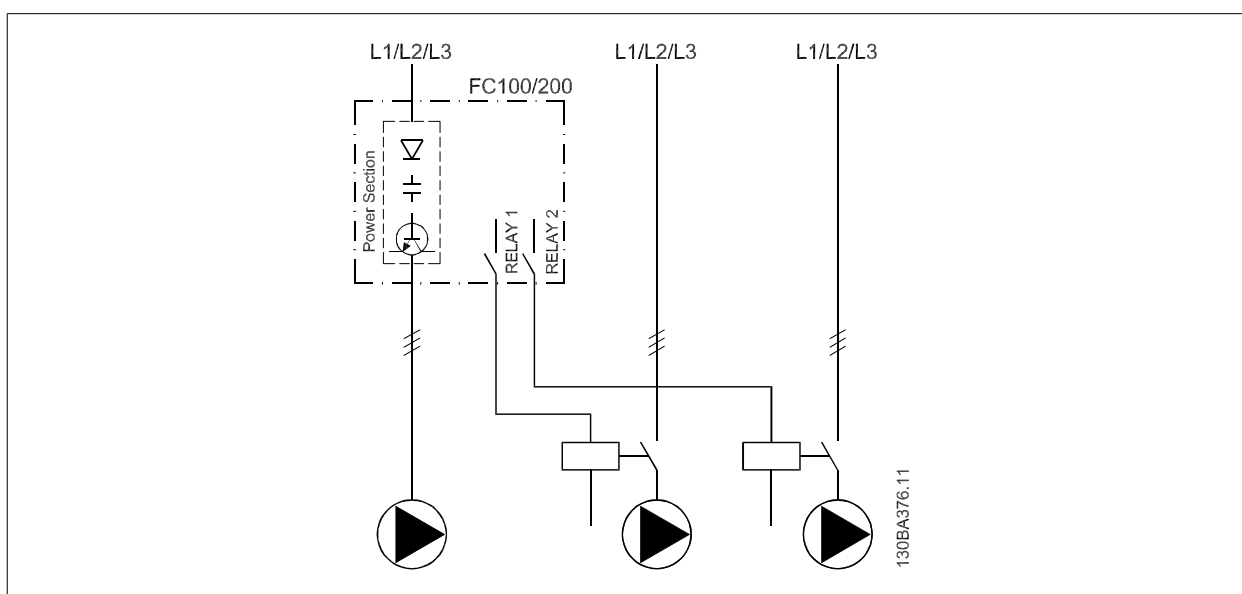 L1/L2/L3
L1/L2/L3
L1/L2/L3
FC100/200
Power Section
RELAY 1
RELAY 2
130BA376.11